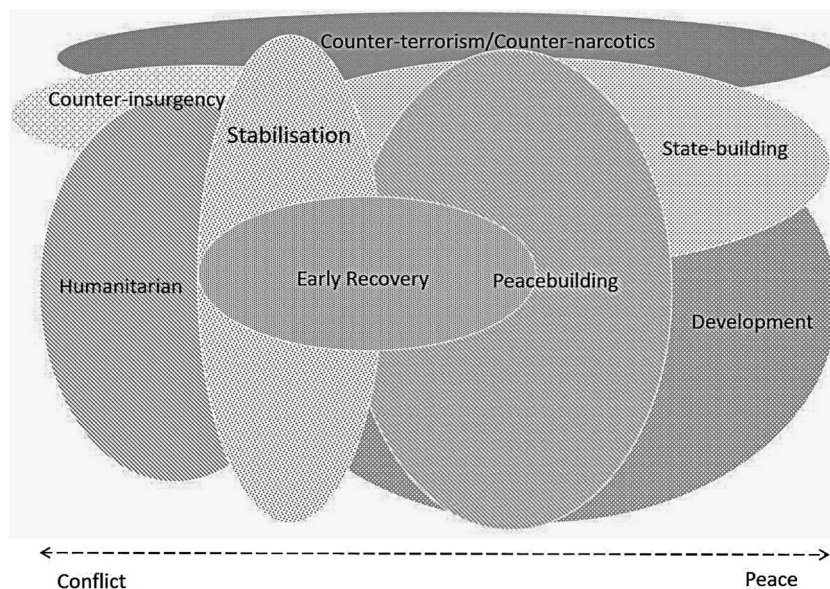 Counter-terrorism/Counter-narcotics
Counter-insurgency
Stabilisation
State-building
Humanitarian
Early Recovery
Peacebuilding
Development
Conflict
Peace